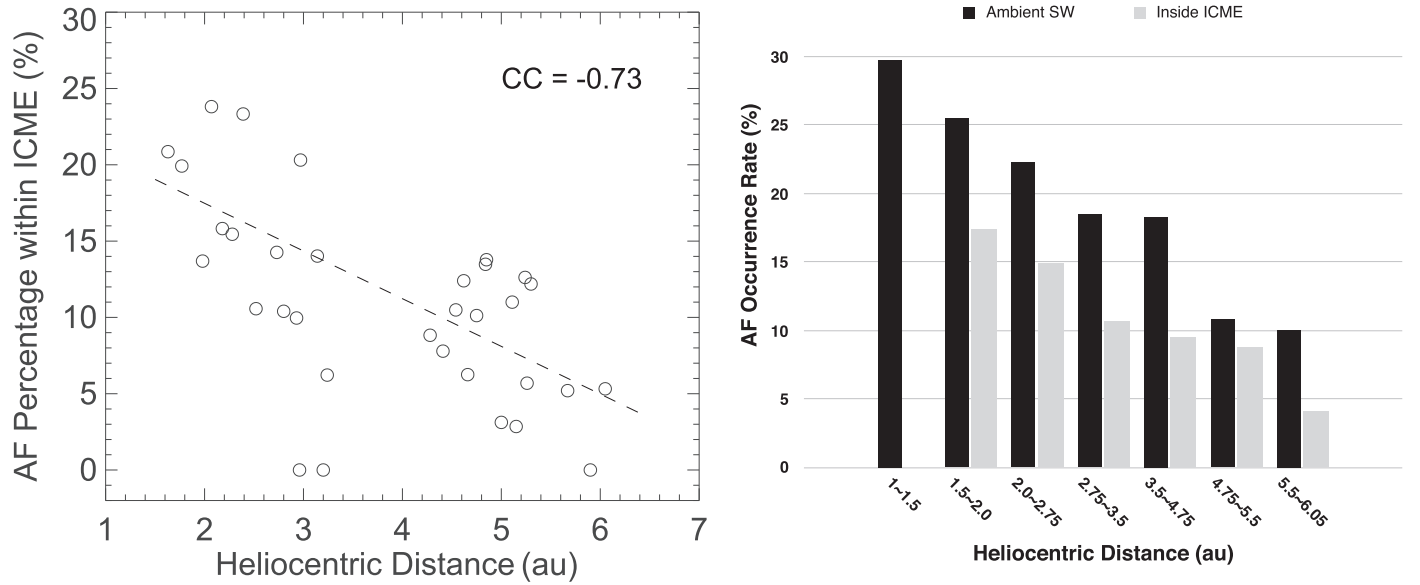 AF Percentage within ICME (%)
30
25
20
15
10
5
0
CC = -0.73
1 2 3 4 5 6 7
Heliocentric Distance (au)
Ambient SW Inside ICME
AF Occurrence Rate (%)
30
25
20
15
10
5
0
1~1.5 1.5~2.0 2.0~2.75 2.75~3.5 3.5~4.75 4.75~5.5 5.5~6.05
Heliocentric Distance (au)